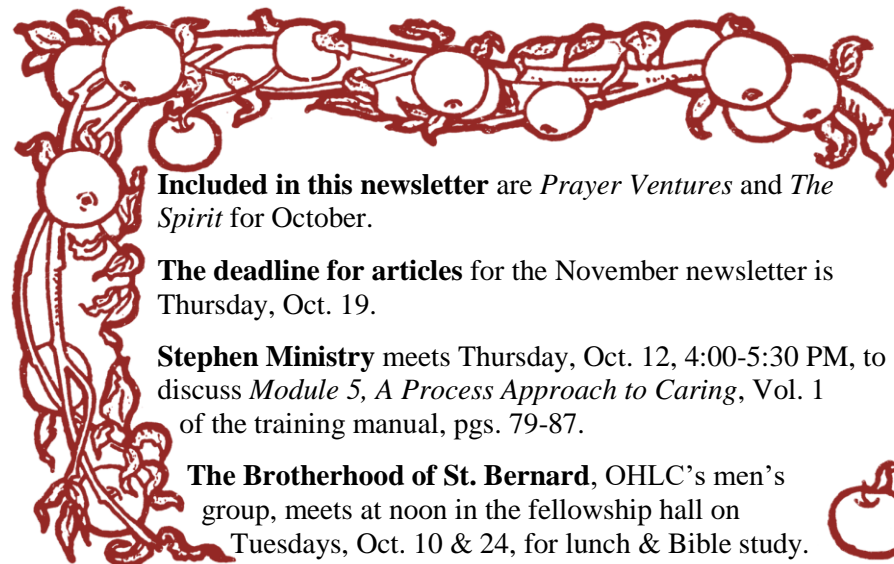 Included in this newsletter are Prayer Ventures and The
Spirit for October.
The deadline for articles for the November newsletter is
Thursday, Oct. 19.
Stephen Ministry meets Thursday, Oct. 12, 4:00-5:30 PM, to
discuss Module 5, A Process Approach to Caring, Vol. 1
of the training manual, pgs. 79-87.
The Brotherhood of St. Bernard, OHLC’s men’s
group, meets at noon in the fellowship hall on
Tuesdays, Oct. 10 & 24, for lunch & Bible study.